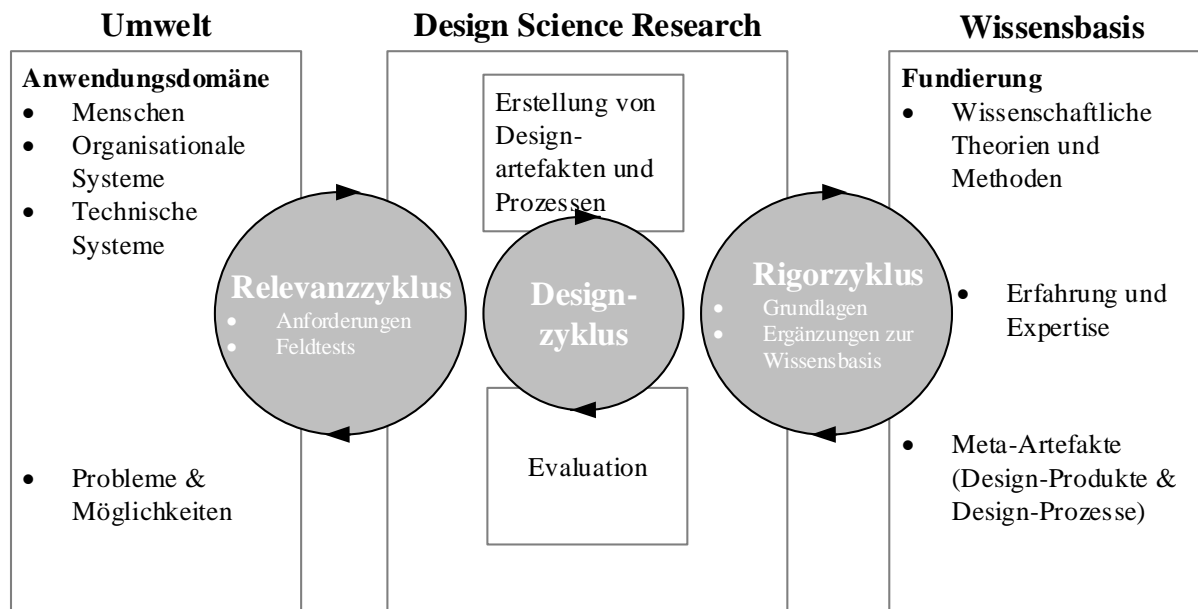 Umwelt
Anwendungsdomäne
• Menschen
• Organisationale
Systeme
• Technische
Systeme
• Probleme &
Möglichkeiten
Relevanzzyklus
• Anforderungen
• Feldtests
Design Science Research
Erstellung von
Design-
artefakten und
Prozessen
Design-
zyklus
Evaluation
Rigorzyklus
• Grundlagen
• Ergänzungen zur
Wissensbasis
Wissensbasis
Fundierung
• Wissenschaftliche
Theorien und
Methoden
• Erfahrung und
Expertise
• Meta-Artefakte
(Design-Produkte &
Design-Prozesse)